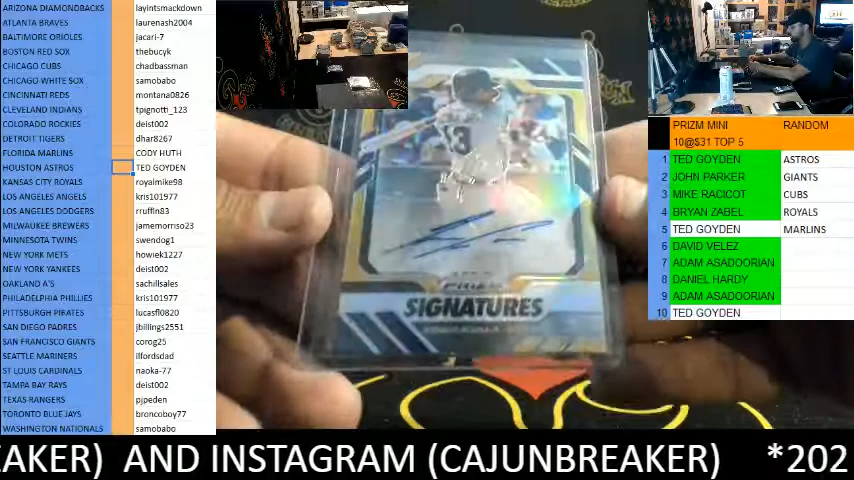 ARIZONA DIAMONDBACKS layintsmackdown
ATLANTA BRAVES laurenash2004
BALTIMORE ORIOLES jacari-7
BOSTON RED SOX thebucyk
CHICAGO CUBS chadbassman
CHICAGO WHITE SOX samobabo
CINCINNATI REDS montana0826
CLEVELAND INDIANS tpignotti_123
COLORADO ROCKIES deist002
DETROIT TIGERS dhar8267
FLORIDA MARLINS CODY HUTH
HOUSTON ASTROS TED GOYDEN
KANSAS CITY ROYALS royalmike98
LOS ANGELES ANGELS kris101977
LOS ANGELES DODGERS rruffin83
MILWAUKEE BREWERS jamemorriso23
MINNESOTA TWINS swendog1
NEW YORK METS howiek1227
NEW YORK YANKEES deist002
OAKLAND A'S sachillsales
PHILADELPHIA PHILLIES kris101977
PITTSBURGH PIRATES lucasfl0820
SAN DIEGO PADRES jbillings2551
SAN FRANCISCO GIANTS corog25
SEATTLE MARINERS ilfordsdad
ST LOUIS CARDINALS naoka-77
TAMPA BAY RAYS deist002
TEXAS RANGERS pjpeden
TORONTO BLUE JAYS broncoboy77
WASHINGTON NATIONALS samobabo
13
PRIZM
SIGNATURES
PRIZM MINI RANDOM
10@$31 TOP 5
1 TED GOYDEN ASTROS
2 JOHN PARKER GIANTS
3 MIKE RACICOT CUBS
4 BRYAN ZABEL ROYALS
5 TED GOYDEN MARLINS
6 DAVID VELEZ
7 ADAM ASADOORIAN
8 DANIEL HARDY
9 ADAM ASADOORIAN
10 TED GOYDEN
EAKER) AND INSTAGRAM (CAJUNBREAKER) *202